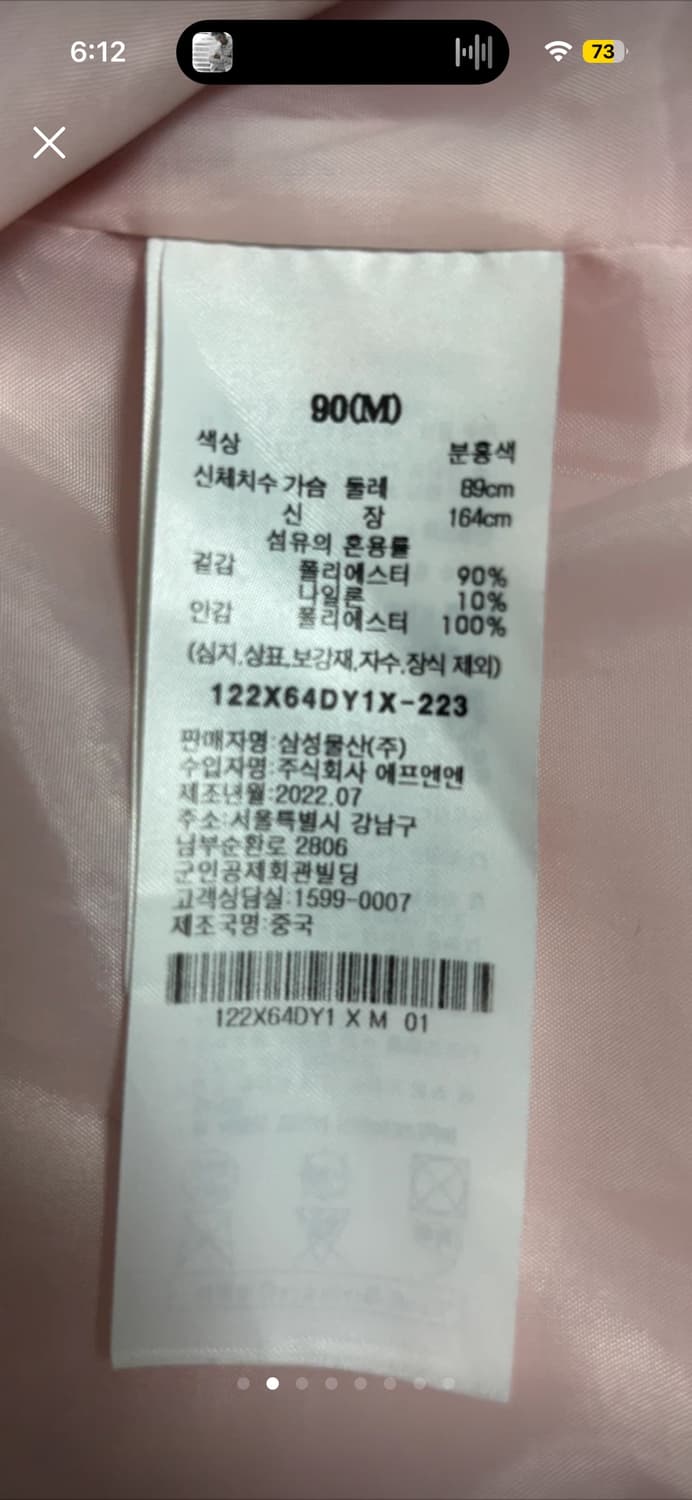 6:12
73
90(M)
색상 분홍색
신체치수 가슴 둘레 89cm
신 장 164cm
섬유의 혼용률
겉감 폴리에스터 90%
나일론 10%
안감 폴리에스터 100%
(심지,상표,보강재,자수,장식 제외)
122X64DY1X-223
판매자명:삼성물산(주)
수입자명:주식회사 에프엔엔
제조년월:2022.07
주소:서울특별시 강남구
남부순환로 2806
군인공제회관빌딩
고객상담실:1599-0007
제조국명:중국
122X64DY1 X M 01